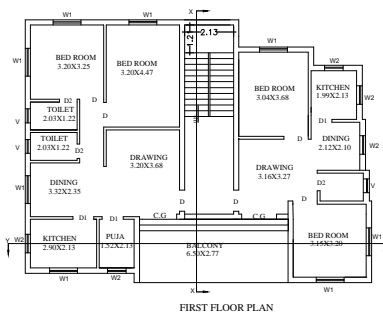 X
W1
W1
1.2
2.13
W1
W1
BED ROOM
3.20X3.25
BED ROOM
3.20X4.47
BED ROOM
3.04X3.68
W2
KITCHEN
1.99X2.13
W1
D2
D
D
TOILET
2.03X1.22
V
D1
TOILET
2.03X1.22
V
D2
DINING
2.12X2.10
W2
DRAWING
3.20X3.68
D
DRAWING
3.16X3.27
DINING
3.32X2.35
W1
D2
V
D
D
D
D
D1
C.G
C.G
Y
KITCHEN
2.90X2.13
PUJA
1.52X2.13
BALCONY
6.50X2.77
BED ROOM
3.15X3.20
W1
W2
W1
W2
X
W1
FIRST FLOOR PLAN